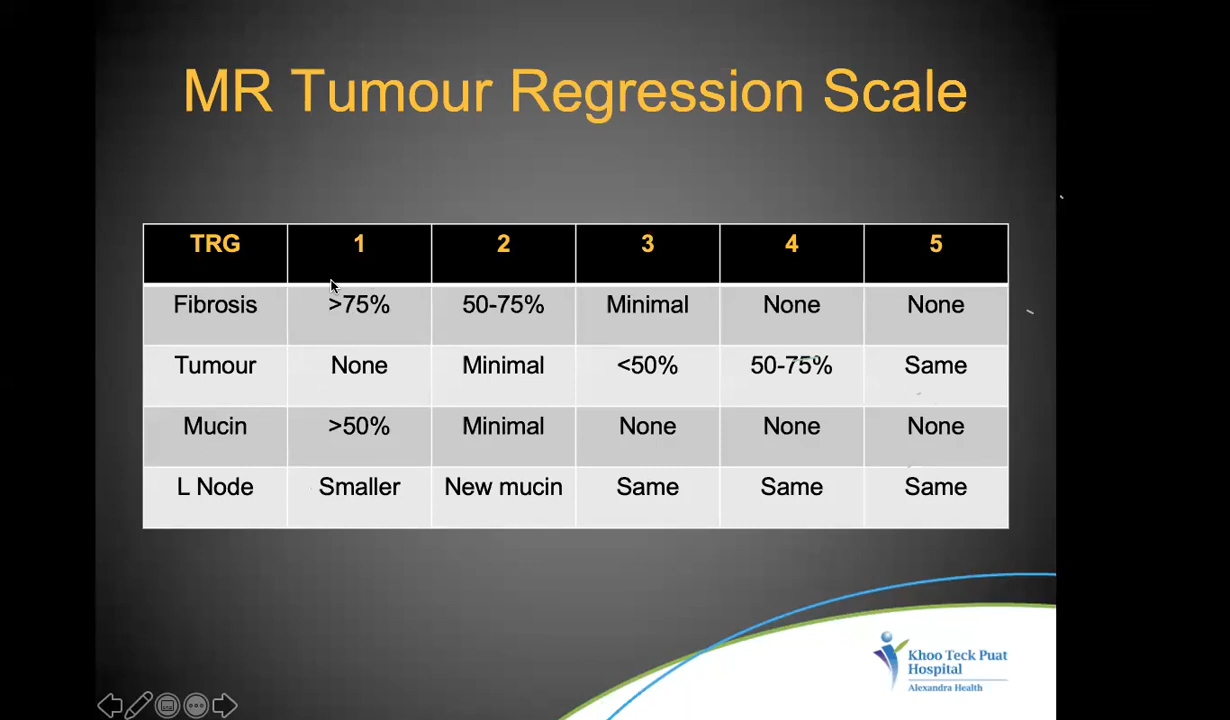 MR Tumour Regression Scale
TRG 1 2 3 4 5
Fibrosis >75% 50-75% Minimal None None
Tumour None Minimal <50% 50-75% Same
Mucin >50% Minimal None None None
L Node Smaller New mucin Same Same Same
Khoo Teck Puat
Hospital
Alexandra Health